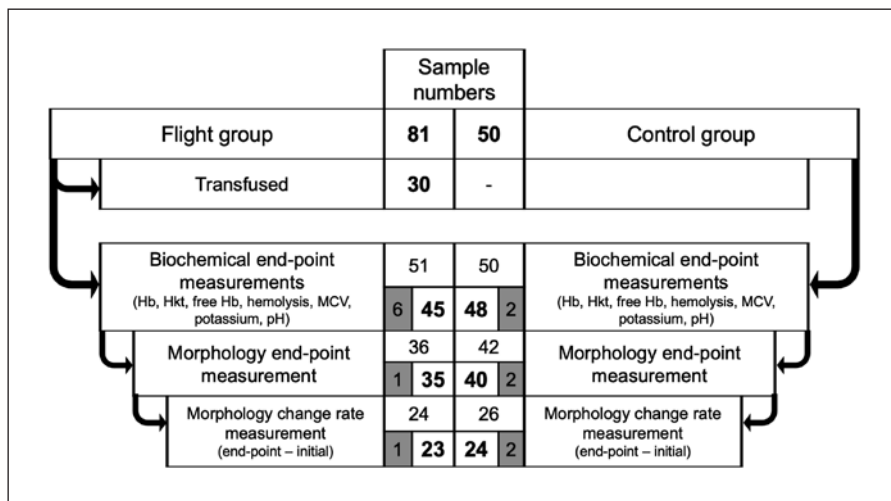 Sample
numbers
Flight group 81 50 Control group
Transfused 30 -
Biochemical end-point
measurements
(Hb, Hkt, free Hb, hemolysis, MCV,
potassium, pH)
51 50
6 45 48 2
Biochemical end-point
measurements
(Hb, Hkt, free Hb, hemolysis, MCV,
potassium, pH)
Morphology end-point
measurement
36 42
1 35 40 2
Morphology end-point
measurement
Morphology change rate
measurement
(end-point – initial)
24 26
1 23 24 2
Morphology change rate
measurement
(end-point – initial)